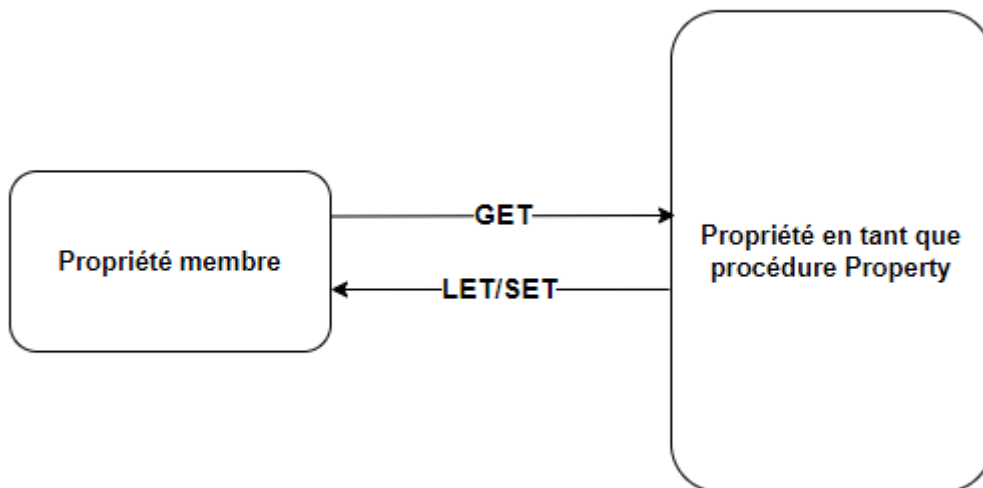 GET
Propriété membre
LET/SET
Propriété en tant que
procédure Property